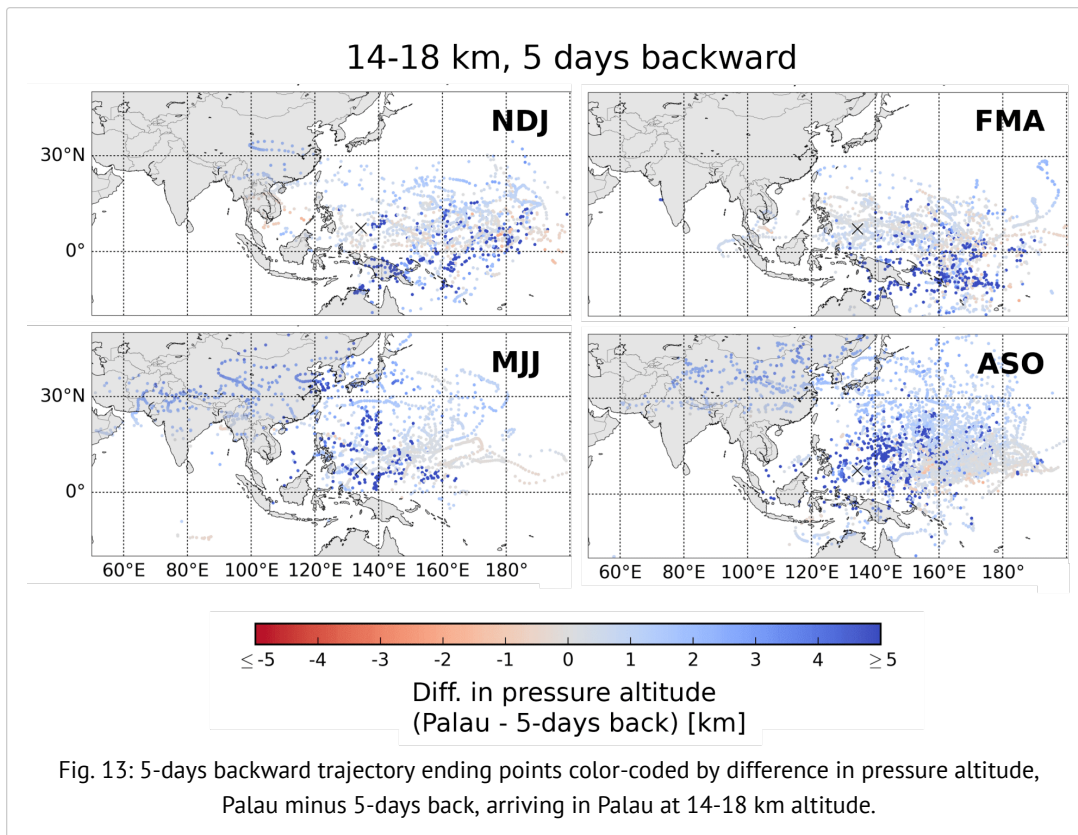 14-18 km, 5 days backward
NDJ
FMA
30°N
0°
MJJ
ASO
30°N
0°
60°E 80°E 100°E 120°E 140°E 160°E 180°
60°E 80°E 100°E 120°E 140°E 160°E 180°
≤ -5 -4 -3 -2 -1 0 1 2 3 4 ≥ 5
Diff. in pressure altitude
(Palau - 5-days back) [km]
Fig. 13: 5-days backward trajectory ending points color-coded by difference in pressure altitude,
Palau minus 5-days back, arriving in Palau at 14-18 km altitude.